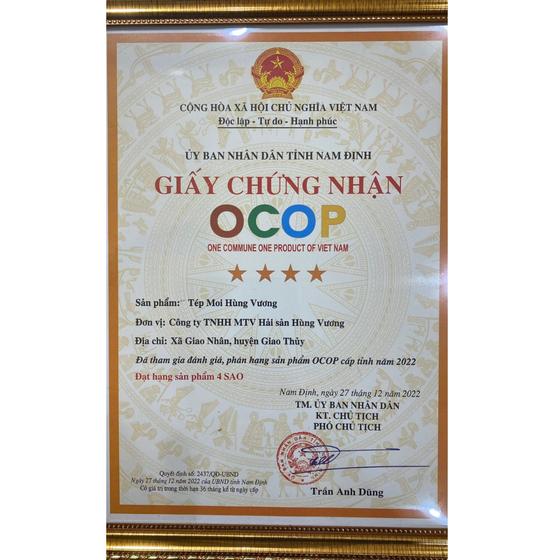 CỘNG HÒA XÃ HỘI CHỦ NGHĨA VIỆT NAM
Độc lập - Tự do - Hạnh phúc
ỦY BAN NHÂN DÂN TỈNH NAM ĐỊNH
GIẤY CHỨNG NHẬN
OCOP
ONE COMMUNE ONE PRODUCT OF VIET NAM
Sản phẩm: Tép Moi Hùng Vương
Đơn vị: Công ty TNHH MTV Hải sản Hùng Vương
Địa chỉ: Xã Giao Nhân, huyện Giao Thủy
Đã tham gia đánh giá, phân hạng sản phẩm OCOP cấp tỉnh năm 2022
Đạt hạng sản phẩm 4 SAO
Nam Định, ngày 27 tháng 12 năm 2022
TM. ỦY BAN NHÂN DÂN
KT. CHỦ TỊCH
PHÓ CHỦ TỊCH
Quyết định số: 2437/QĐ-UBND
Ngày 27 tháng 12 năm 2022 của UBND tỉnh Nam Định
Có giá trị trong thời hạn 36 tháng kể từ ngày cấp
Trần Anh Dũng